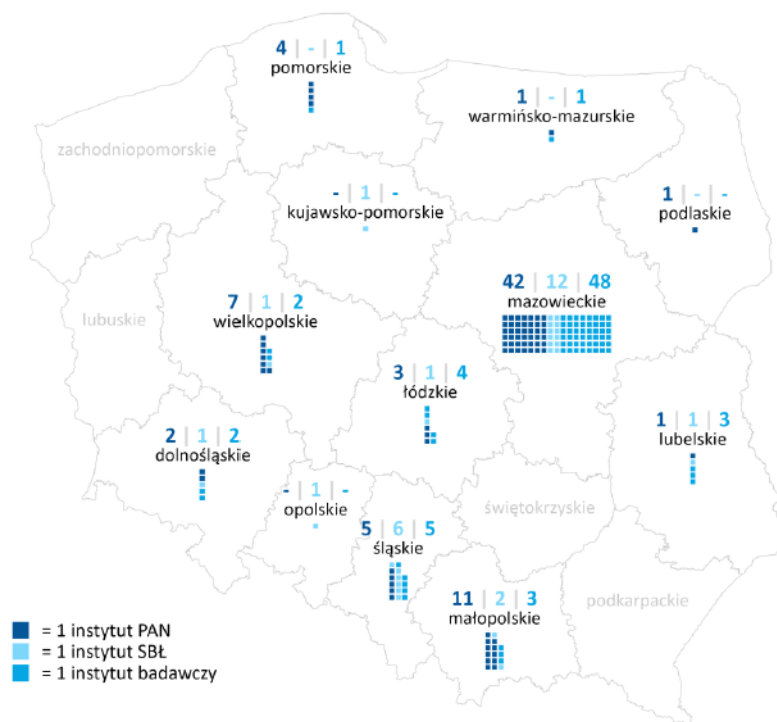 4 | - | 1
pomorskie
1 | - | 1
warmińsko-mazurskie
zachodniopomorskie
- | 1 | -
kujawsko-pomorskie
1 | - | -
podlaskie
42 | 12 | 48
mazowieckie
7 | 1 | 2
wielkopolskie
lubuskie
3 | 1 | 4
łódzkie
2 | 1 | 2
dolnośląskie
1 | 1 | 3
lubelskie
- | 1 | -
opolskie
świętokrzyskie
5 | 6 | 5
śląskie
11 | 2 | 3
małopolskie
podkarpackie
= 1 instytut PAN
= 1 instytut SBŁ
= 1 instytut badawczy